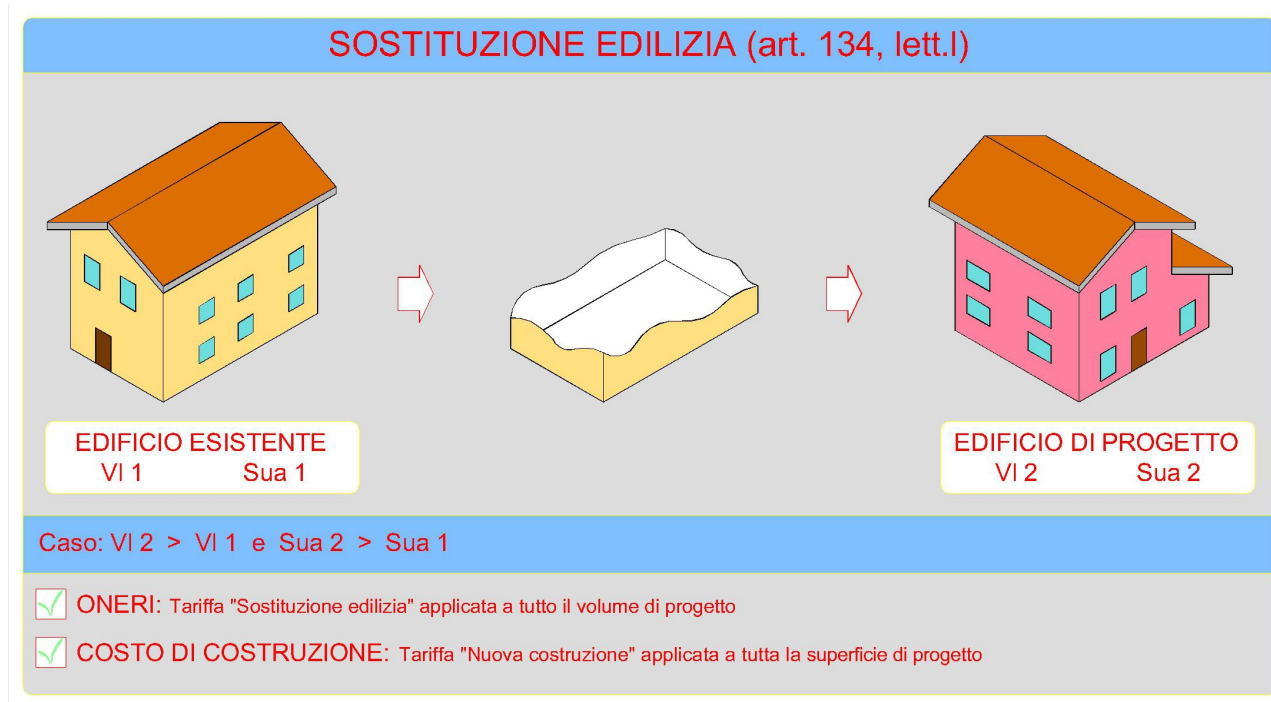 SOSTITUZIONE EDILIZIA (art. 134, lett.l)
EDIFICIO ESISTENTE
Vl 1 Sua 1
EDIFICIO DI PROGETTO
Vl 2 Sua 2
Caso: Vl 2 > Vl 1 e Sua 2 > Sua 1
ONERI: Tariffa "Sostituzione edilizia" applicata a tutto il volume di progetto
COSTO DI COSTRUZIONE: Tariffa "Nuova costruzione" applicata a tutta la superficie di progetto